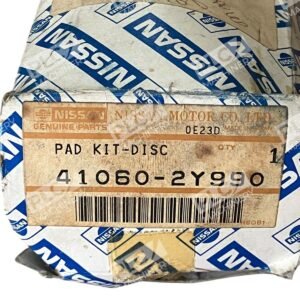 NISSAN
NISSAN
NISSAN
NISSAN
GENUINE PARTS
NISSAN MOTOR CO., LTD.
0E23D
PAD KIT-DISC
QTY
1
41060-2Y990